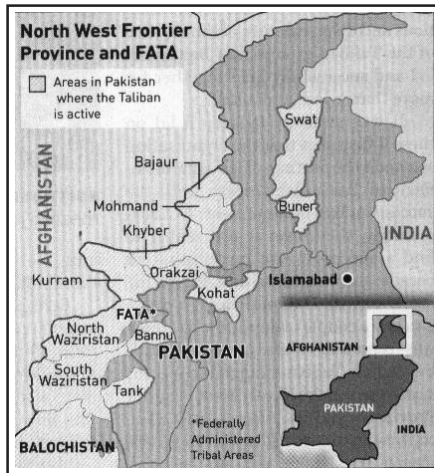 North West Frontier
Province and FATA
Areas in Pakistan
where the Taliban
is active
Swat
Bajaur
AFGHANISTAN
Mohmand
Buner
Khyber
INDIA
Orakzai
Islamabad
Kurram
Kohat
FATA*
North
Waziristan
Bannu
PAKISTAN
AFGHANISTAN
South
Waziristan
Tank
PAKISTAN
*Federally
Administered
Tribal Areas
INDIA
BALOCHISTAN